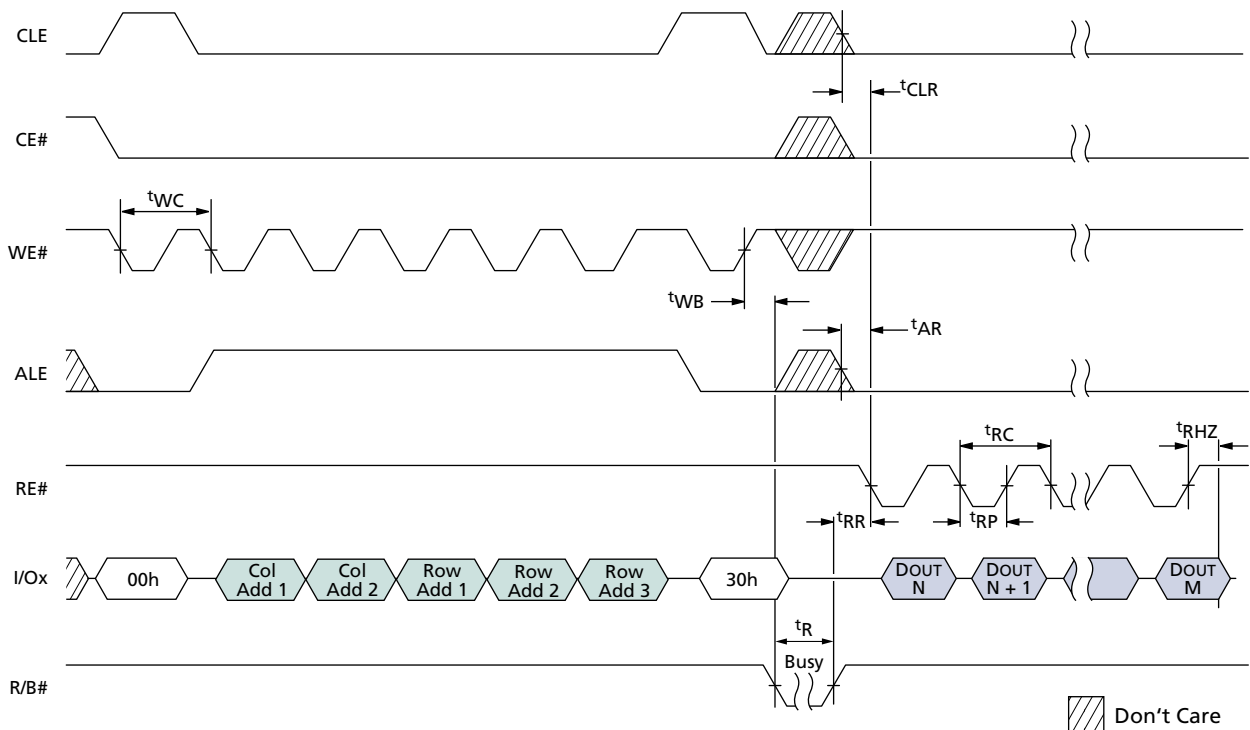 CLE
tCLR
CE#
tWC
WE#
tWB
tAR
ALE
tRC
tRHZ
RE#
tRR
tRP
I/Ox
00h
Col
Add 1
Col
Add 2
Row
Add 1
Row
Add 2
Row
Add 3
30h
DOUT
N
DOUT
N + 1
DOUT
M
tR
Busy
R/B#
Don't Care